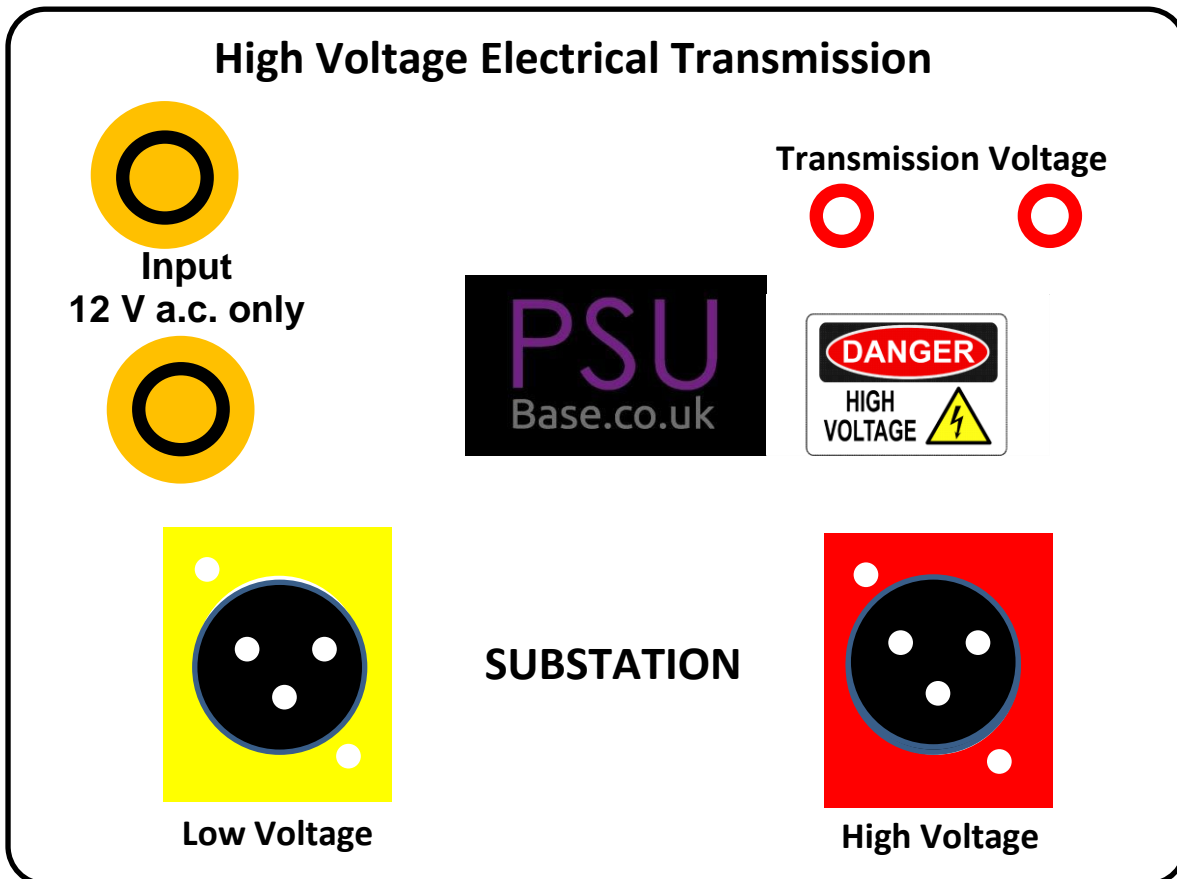 High Voltage Electrical Transmission
Transmission Voltage
Input
12 V a.c. only
PSU
Base.co.uk
DANGER
HIGH
VOLTAGE
SUBSTATION
Low Voltage
High Voltage